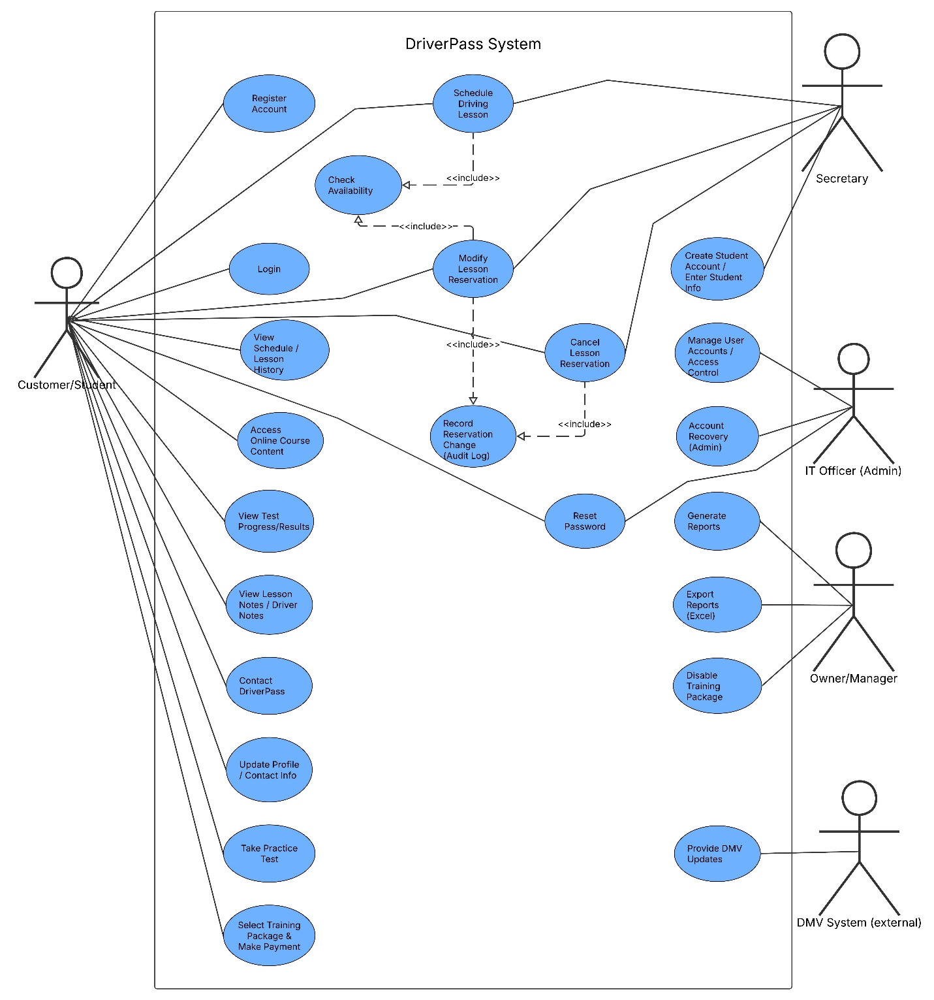 DriverPass System
Register
Account
Schedule
Driving
Lesson
Secretary
<<include>>
Check
Availability
<<include>>
Login
Modify
Lesson
Reservation
Create Student
Account /
Enter Student
Info
Customer/Student
View
Schedule /
Lesson
History
<<include>>
Cancel
Lesson
Reservation
Manage User
Accounts /
Access
Control
IT Officer (Admin)
Access
Online Course
Content
Record
Reservation
Change
(Audit Log)
<<include>>
Account
Recovery
(Admin)
View Test
Progress/Results
Reset
Password
Generate
Reports
View Lesson
Notes / Driver
Notes
Export
Reports
(Excel)
Owner/Manager
Contact
DriverPass
Disable
Training
Package
Update Profile
/ Contact Info
Take Practice
Test
Provide DMV
Updates
DMV System (external)
Select Training
Package &
Make Payment